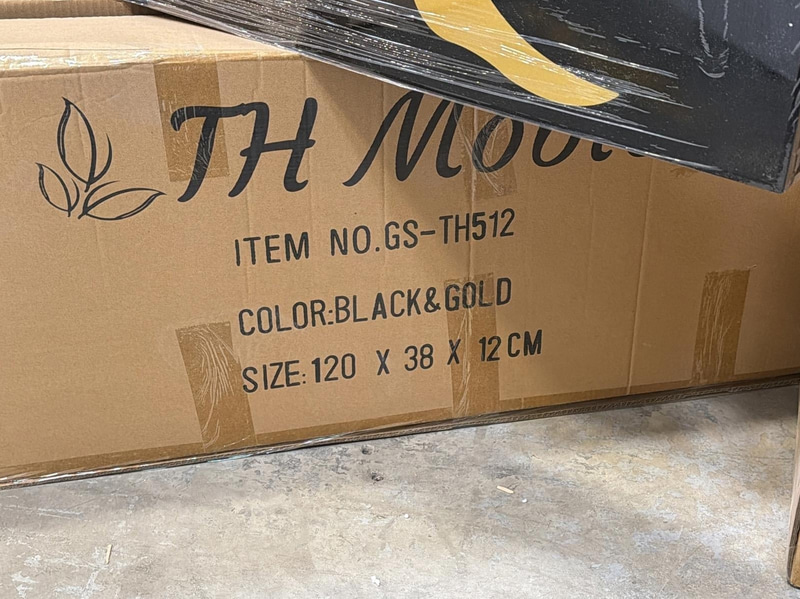 TH
ITEM NO.GS-TH512
COLOR:BLACK&GOLD
SIZE:120 X 38 X 12CM